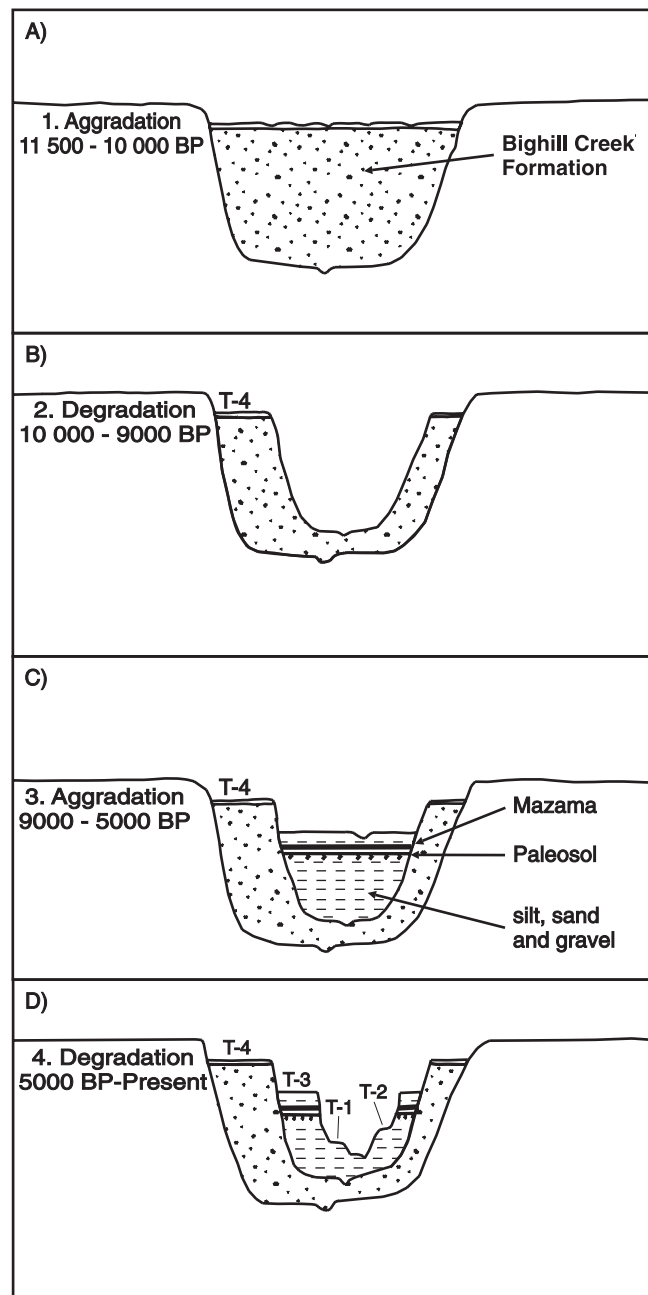 A)
1. Aggradation
11 500 - 10 000 BP
Bighill Creek
Formation
B)
2. Degradation
10 000 - 9000 BP
T-4
C)
3. Aggradation
9000 - 5000 BP
T-4
Mazama
Paleosol
silt, sand
and gravel
D)
4. Degradation
5000 BP-Present
T-4
T-3
T-1
T-2